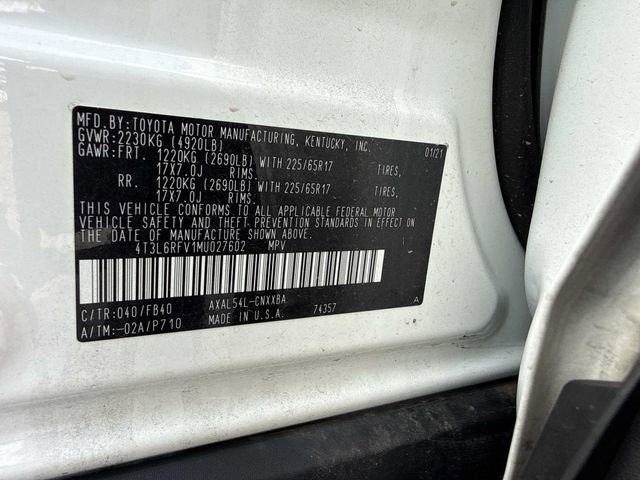 MFD.BY:TOYOTA MOTOR MANUFACTURING, KENTUCKY, INC. 01/21
GVWR:2230KG (4920LB)
GAWR:FRT. 1220KG (2690LB) WITH 225/65R17 TIRES,
17X7.0J RIMS,
RR. 1220KG (2690LB) WITH 225/65R17 TIRES,
17X7.0J RIMS.
THIS VEHICLE CONFORMS TO ALL APPLICABLE FEDERAL MOTOR
VEHICLE SAFETY AND THEFT-PREVENTION STANDARDS IN EFFECT ON
THE DATE OF MANUFACTURE SHOWN ABOVE.
4T3L6RFV1MU027602 MPV
C/TR:040/FB40 AXAL54L-CNXXBA A
A/TM:-02A/P710 MADE IN U.S.A. 74357